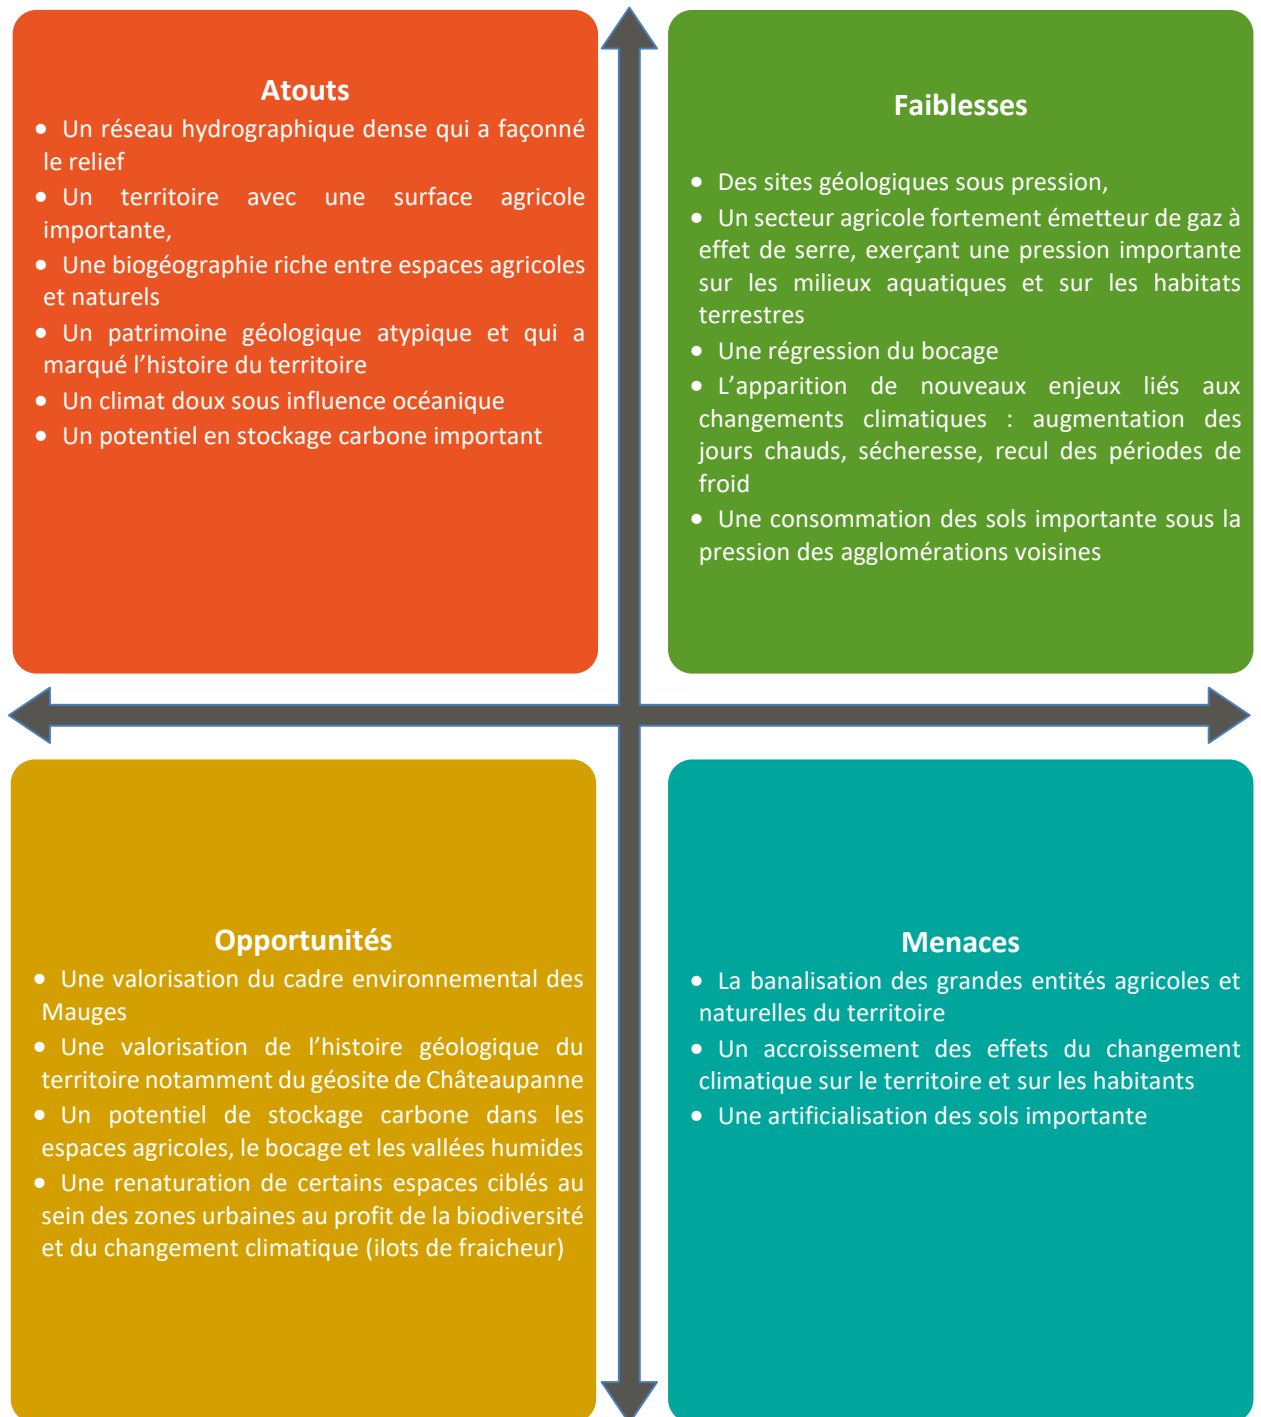 Atouts
• Un réseau hydrographique dense qui a façonné
le relief
• Un territoire avec une surface agricole
importante,
• Une biogéographie riche entre espaces agricoles
et naturels
• Un patrimoine géologique atypique et qui a
marqué l’histoire du territoire
• Un climat doux sous influence océanique
• Un potentiel en stockage carbone important
Faiblesses
• Des sites géologiques sous pression,
• Un secteur agricole fortement émetteur de gaz à
effet de serre, exerçant une pression importante
sur les milieux aquatiques et sur les habitats
terrestres
• Une régression du bocage
• L’apparition de nouveaux enjeux liés aux
changements climatiques : augmentation des
jours chauds, sécheresse, recul des périodes de
froid
• Une consommation des sols importante sous la
pression des agglomérations voisines
Opportunités
• Une valorisation du cadre environnemental des
Mauges
• Une valorisation de l’histoire géologique du
territoire notamment du géosite de Châteaupanne
• Un potentiel de stockage carbone dans les
espaces agricoles, le bocage et les vallées humides
• Une renaturation de certains espaces ciblés au
sein des zones urbaines au profit de la biodiversité
et du changement climatique (ilots de fraicheur)
Menaces
• La banalisation des grandes entités agricoles et
naturelles du territoire
• Un accroissement des effets du changement
climatique sur le territoire et sur les habitants
• Une artificialisation des sols importante